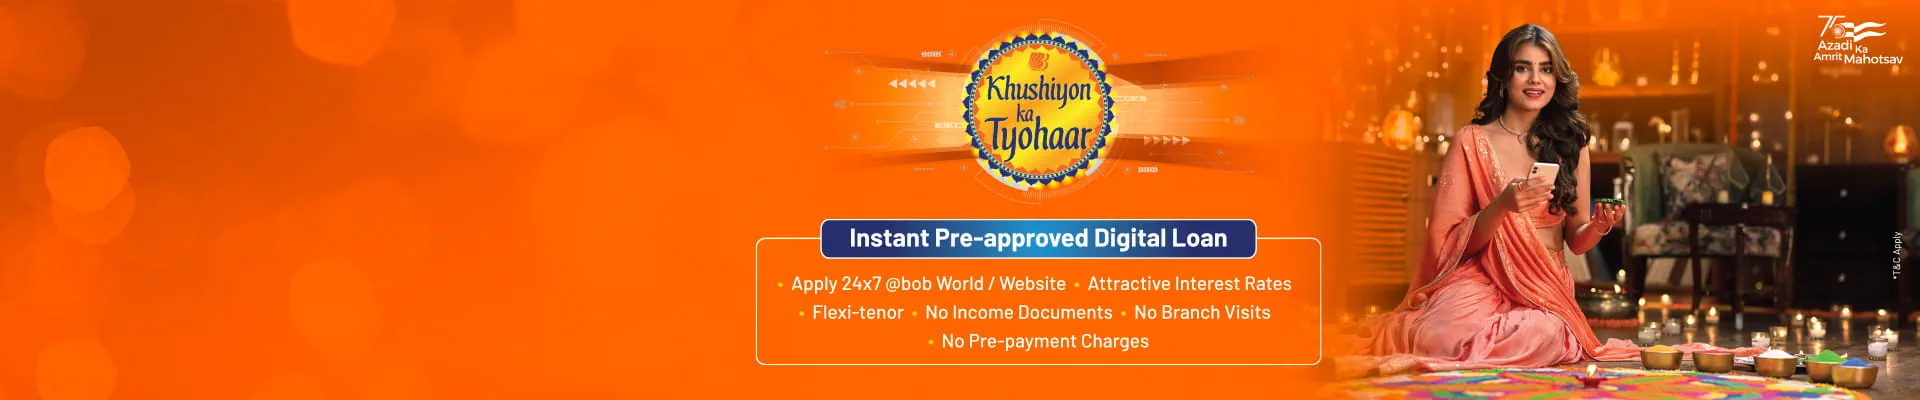 Khushiyon
ka
Tyohaar
Instant Pre-approved Digital Loan
• Apply 24x7 @bob World / Website • Attractive Interest Rates
• Flexi-tenor • No Income Documents • No Branch Visits
• No Pre-payment Charges
75
Azadi Ka
Amrit Mahotsav
*T&C Apply